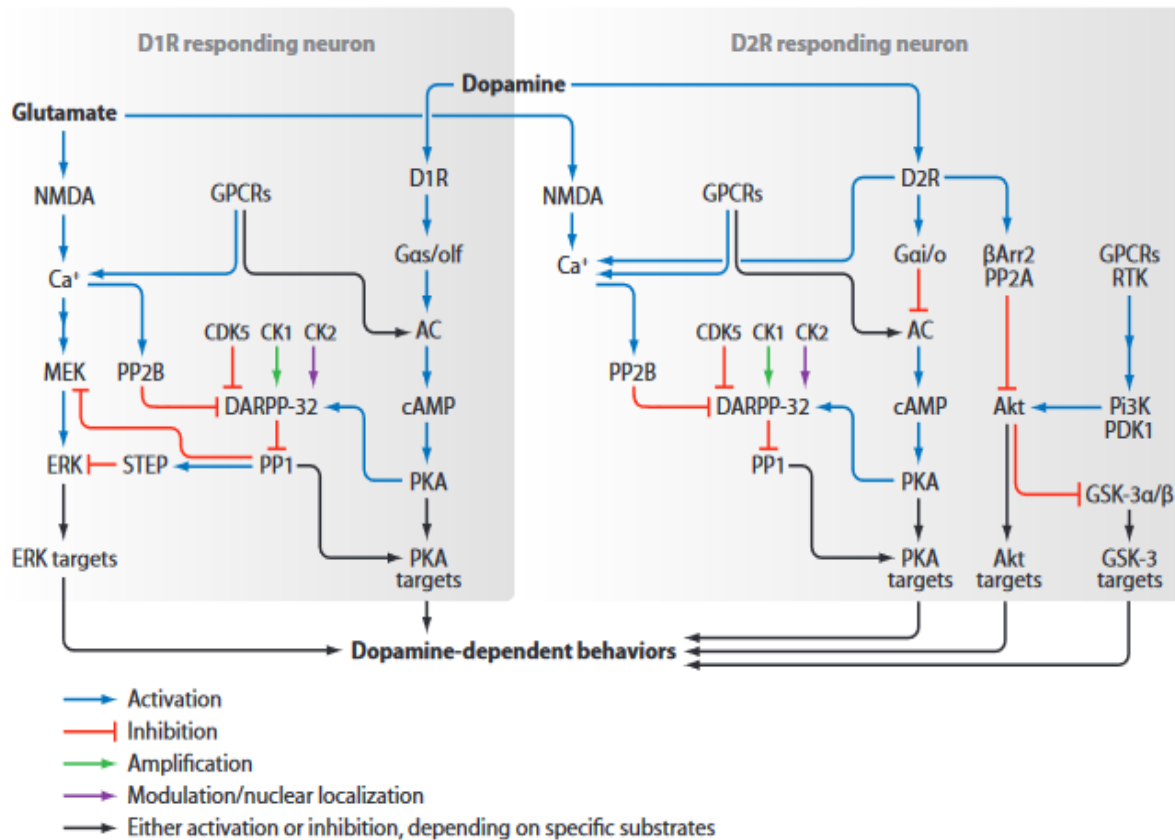 D1R responding neuron
D2R responding neuron
Dopamine
Glutamate
NMDA
GPCRs
D1R
NMDA
GPCRs
D2R
Ca⁺
Gαs/olf
Ca⁺
Gαi/o
βArr2
PP2A
GPCRs
RTK
CDK5
CK1
CK2
AC
CDK5
CK1
CK2
AC
MEK
PP2B
DARPP-32
cAMP
PP2B
DARPP-32
cAMP
Akt
Pi3K
PDK1
ERK
STEP
PP1
PKA
PP1
PKA
GSK-3α/β
ERK targets
PKA
targets
PKA
targets
Akt
targets
GSK-3
targets
Dopamine-dependent behaviors
Activation
Inhibition
Amplification
Modulation/nuclear localization
Either activation or inhibition, depending on specific substrates